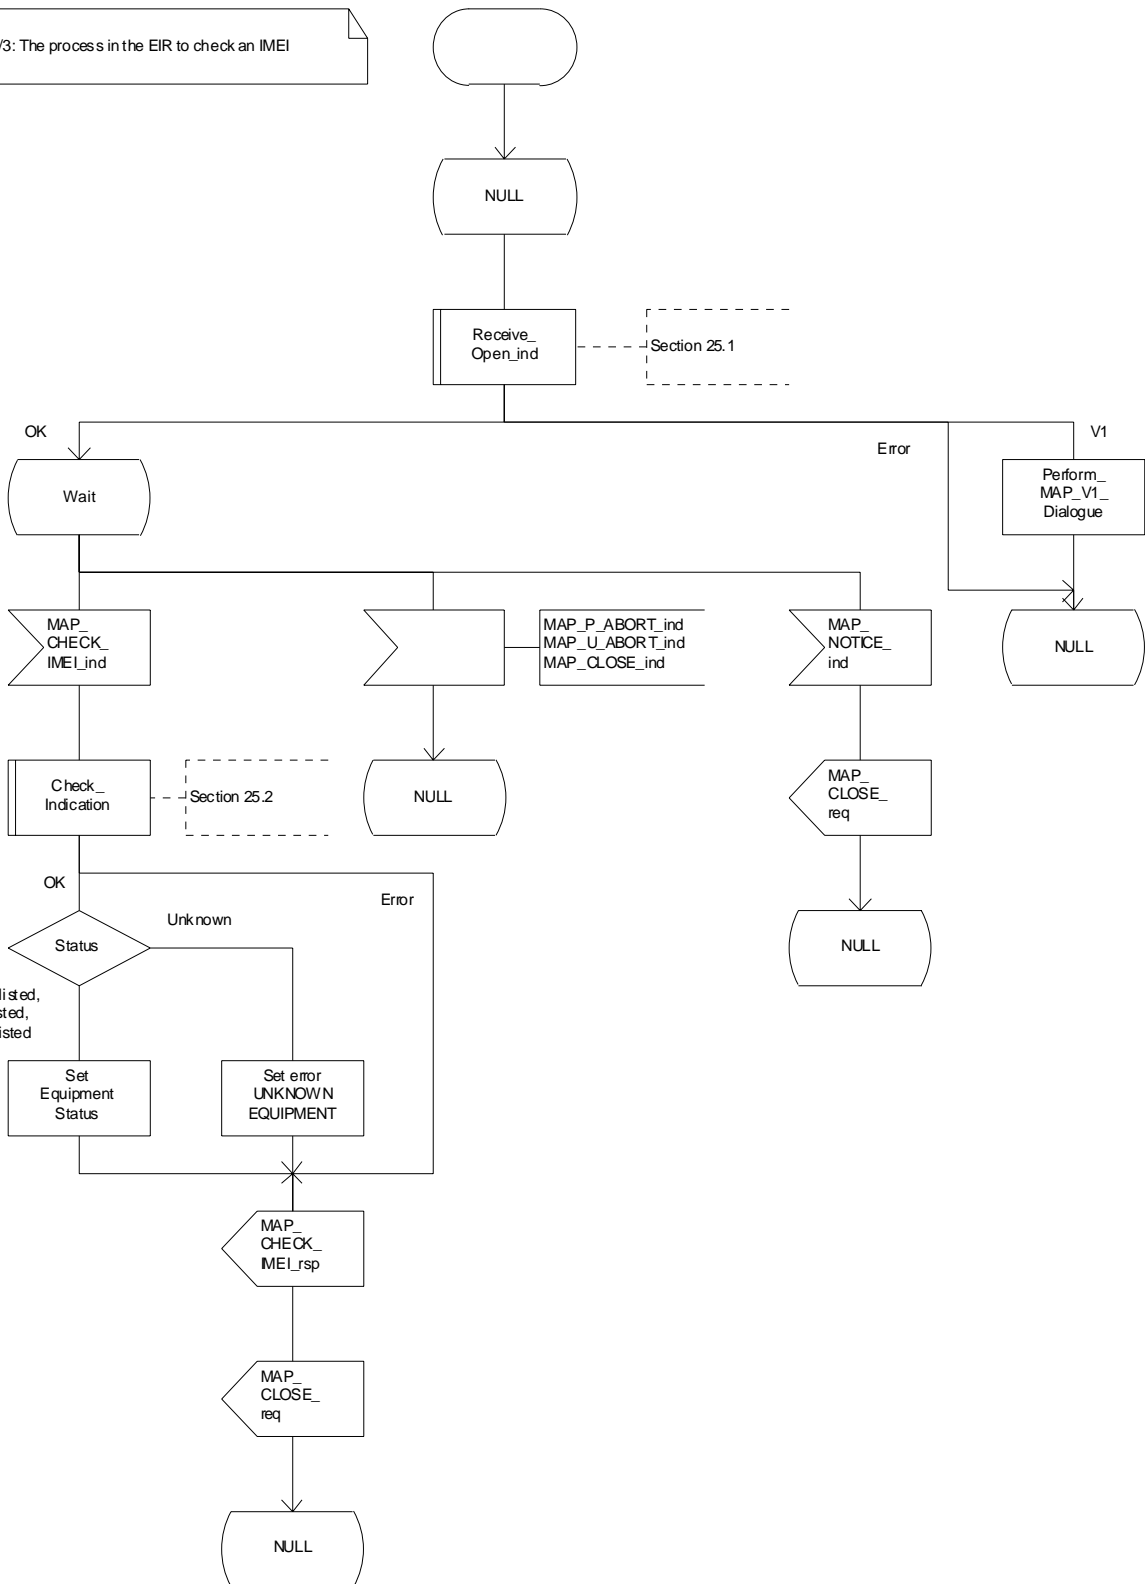 /3: The process in the EIR to check an IMEI
NULL
Receive_
Open_ind
Section 25.1
OK
Error
V1
Wait
Perform_
MAP_V1_
Dialogue
MAP_
CHECK_
IMEI_ind
MAP_P_ABORT_ind
MAP_U_ABORT_ind
MAP_CLOSE_ind
MAP_
NOTICE_
ind
NULL
Check_
Indication
Section 25.2
NULL
MAP_
CLOSE_
req
OK
Error
Unknown
Status
NULL
listed,
sted,
isted
Set
Equipment
Status
Set error
UNKNOWN
EQUIPMENT
MAP_
CHECK_
IMEI_rsp
MAP_
CLOSE_
req
NULL